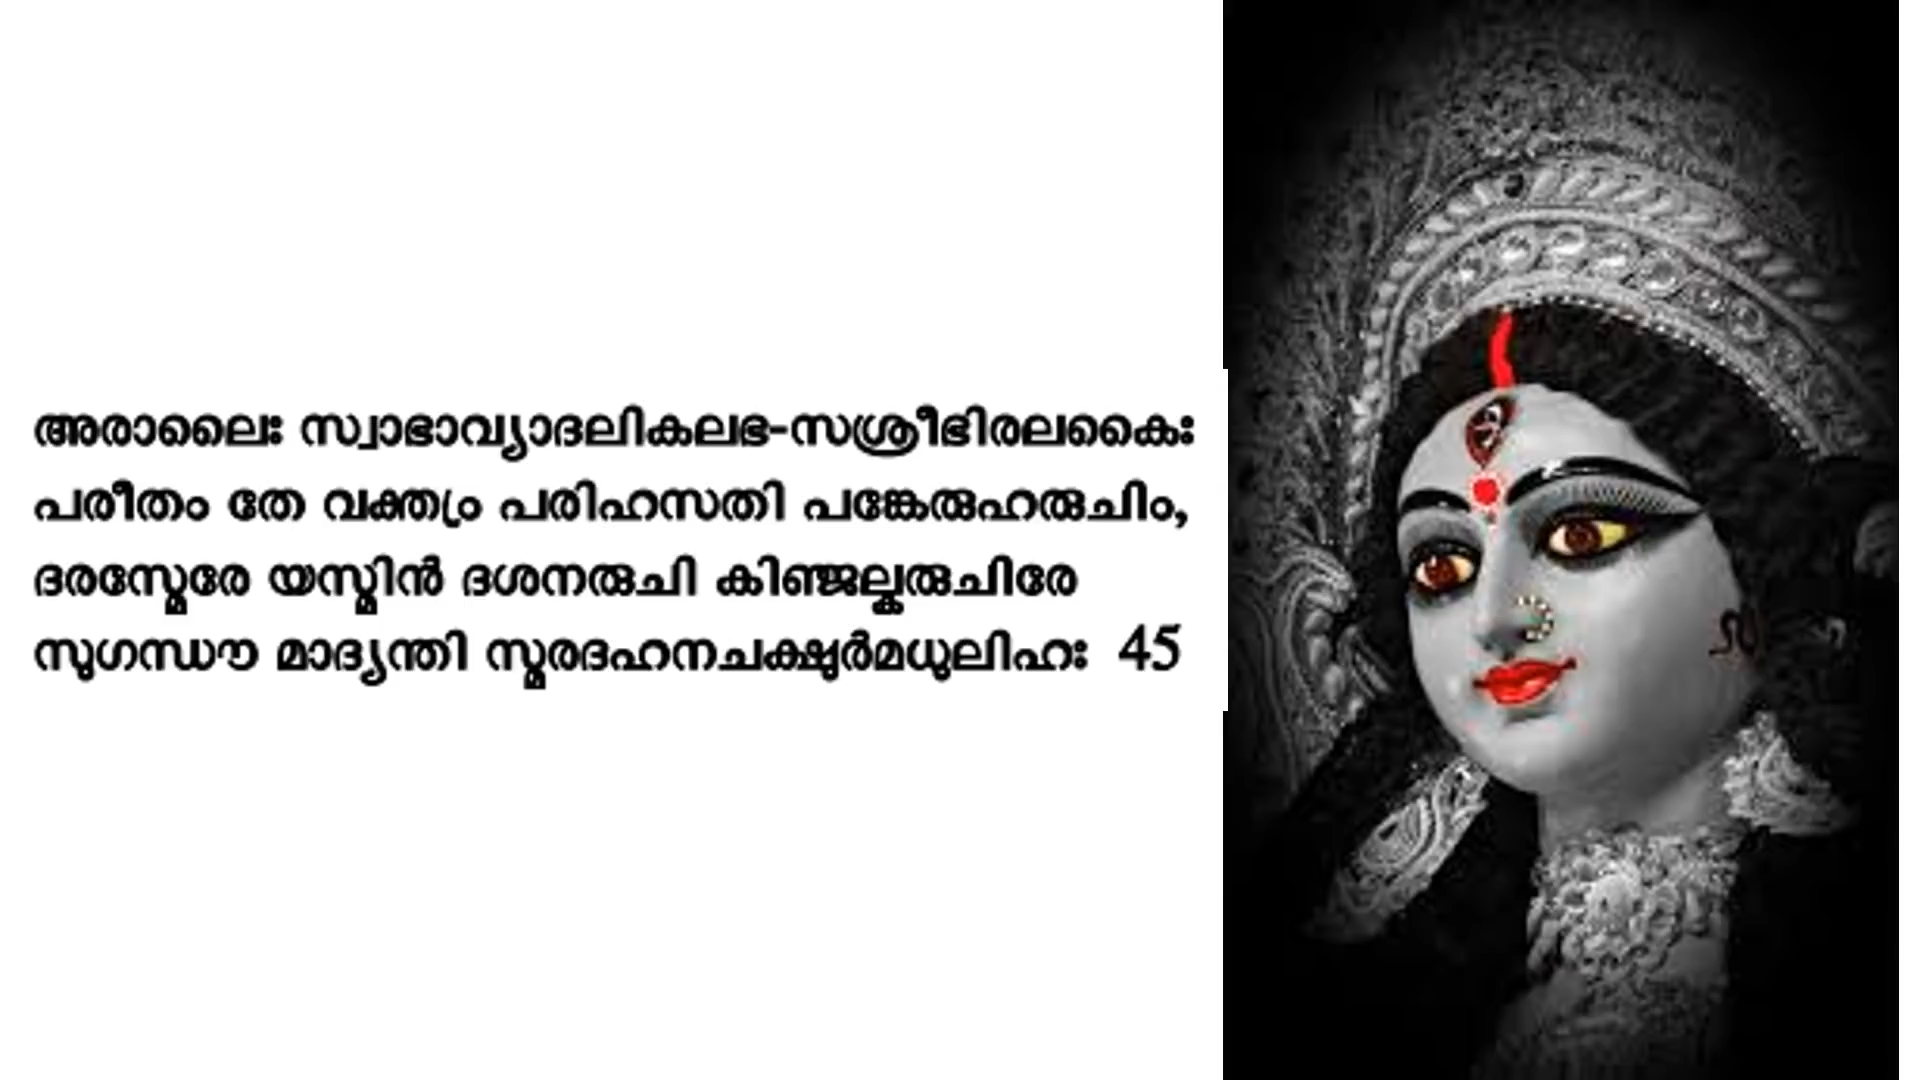 അരാലൈഃ സ്വാഭാവ്യാദലികലഭ-സശ്രീഭിരലകൈഃ
പരീതം തേ വക്ത്രം പരിഹസതി പങ്കേരുഹരുചിം,
ദരസ്മേരേ യസ്മിൻ ദശനരുചി കിഞ്ജല്കരുചിരേ
സുഗന്ധൗ മാദ്യന്തി സ്മരദഹനചക്ഷുർമധുലിഹഃ 45